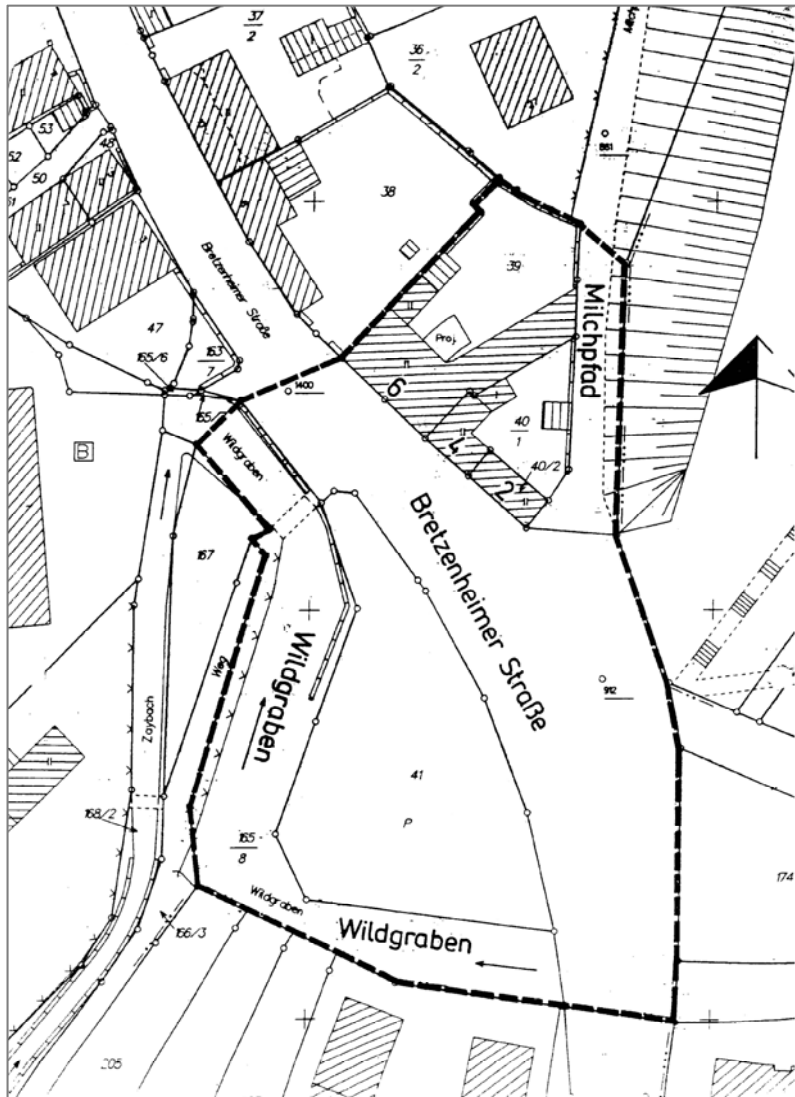 37
2
36
2
53
52
50
48
38
861
Bretzenheimer Straße
39
Milchpfad
47
163
7
165/6
Proj.
6
1400
40
1
4
40/2
2
B
Wildgraben
167
Bretzenheimer Straße
Wildgraben
Weg
912
Zaybach
41
P
168/2
165
8
174
Wildgraben
Wildgraben
166/3
205